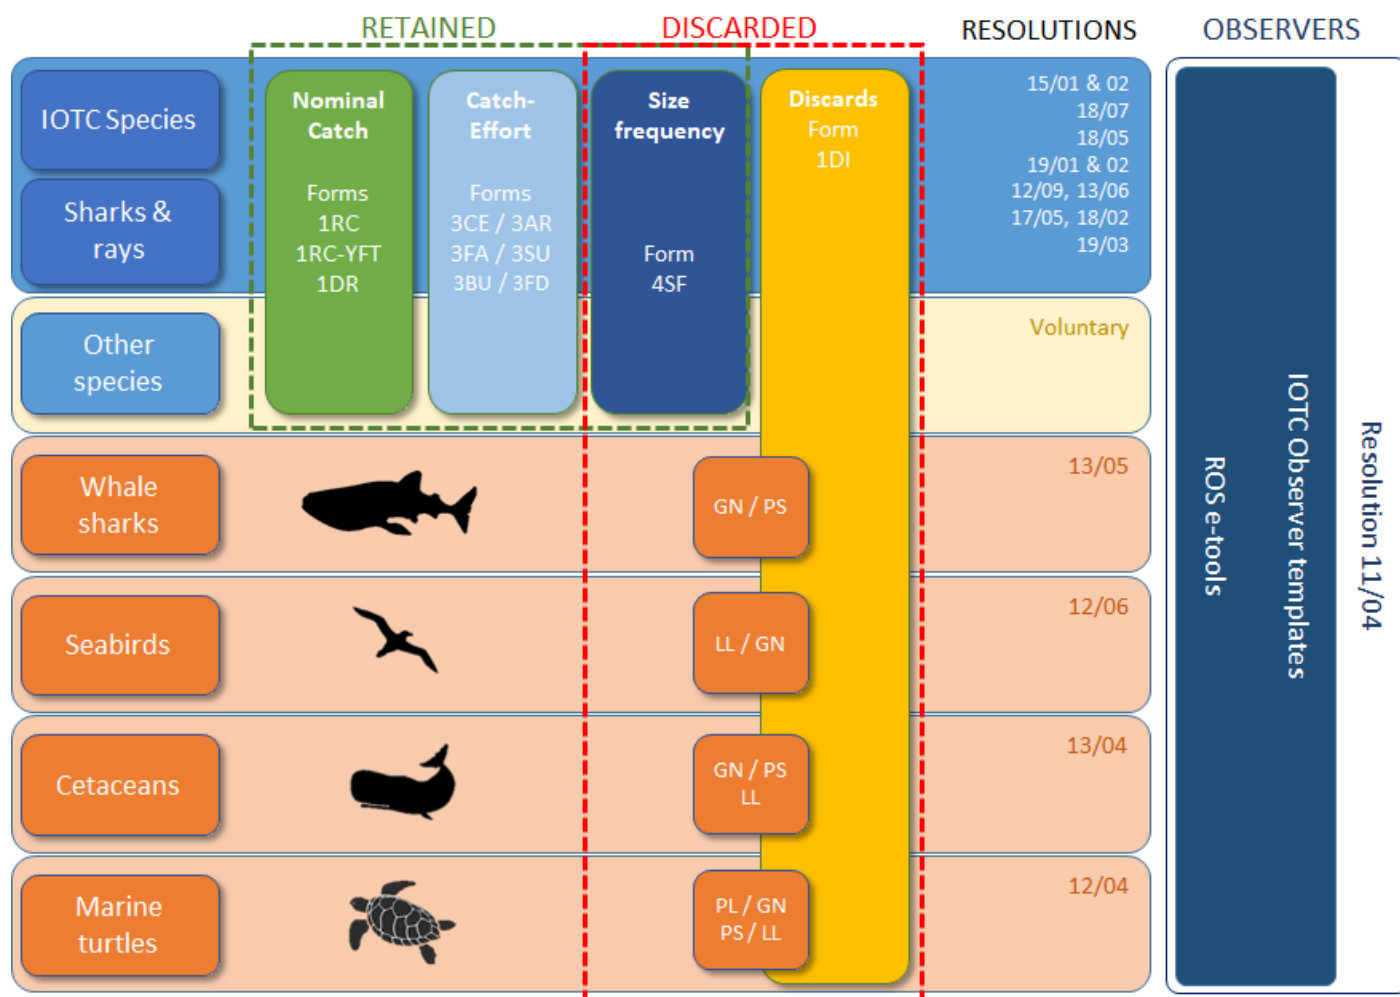 RETAINED
DISCARDED
RESOLUTIONS
OBSERVERS
IOTC Species
Sharks &
rays
Nominal
Catch
Forms
1RC
1RC-YFT
1DR
Catch-
Effort
Forms
3CE / 3AR
3FA / 3SU
3BU / 3FD
Size
frequency
Form
4SF
Discards
Form
1DI
15/01 & 02
18/07
18/05
19/01 & 02
12/09, 13/06
17/05, 18/02
19/03
Other
species
Voluntary
Whale
sharks
GN / PS
13/05
Seabirds
LL / GN
12/06
Cetaceans
GN / PS
LL
13/04
Marine
turtles
PL / GN
PS / LL
12/04
ROS e-tools
IOTC Observer templates
Resolution 11/04